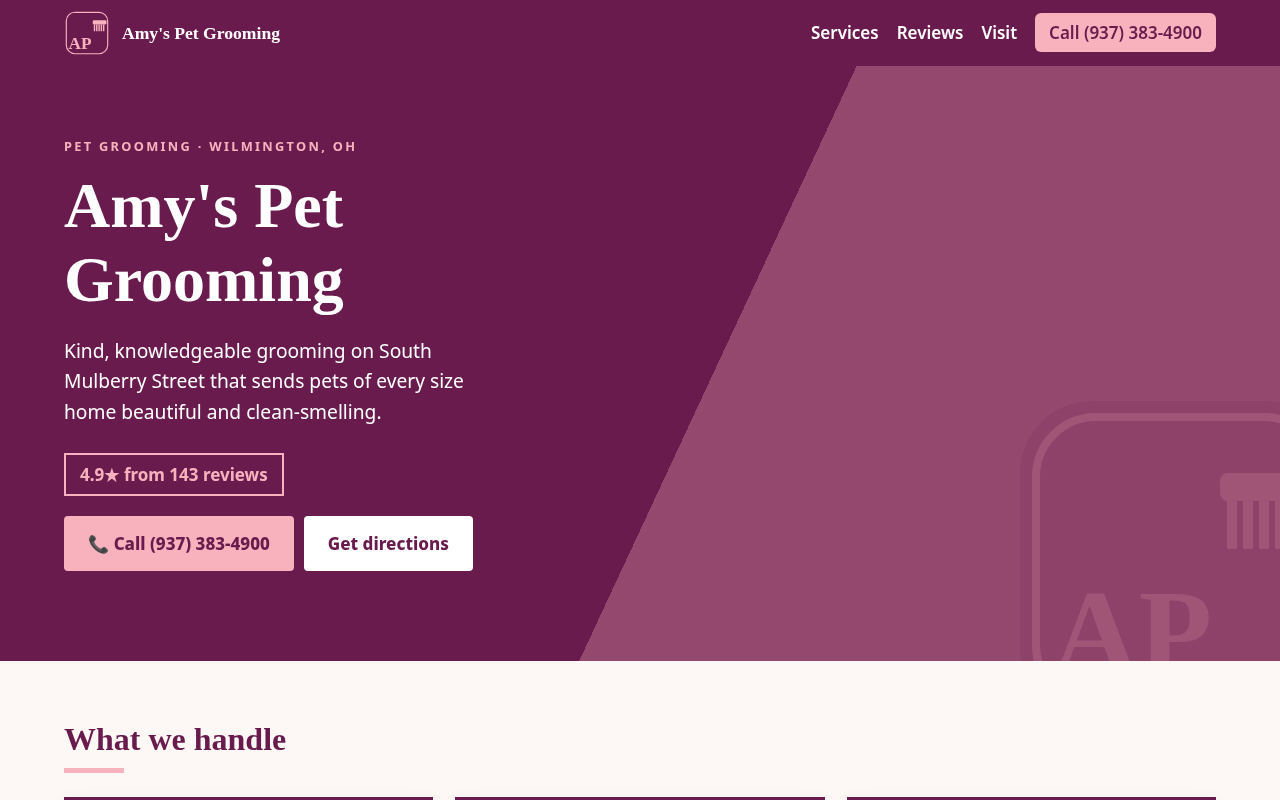 AP
Amy's Pet Grooming
Services
Reviews
Visit
Call (937) 383-4900
PET GROOMING · WILMINGTON, OH
Amy's Pet
Grooming
Kind, knowledgeable grooming on South
Mulberry Street that sends pets of every size
home beautiful and clean-smelling.
4.9★ from 143 reviews
📞 Call (937) 383-4900
Get directions
AP
What we handle